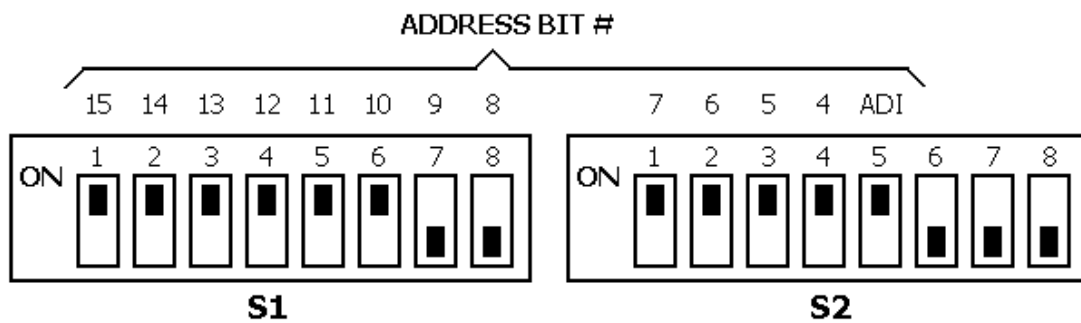 ADDRESS BIT #
15 14 13 12 11 10 9 8 7 6 5 4 ADI
1 2 3 4 5 6 7 8 1 2 3 4 5 6 7 8
ON ON
S1 S2